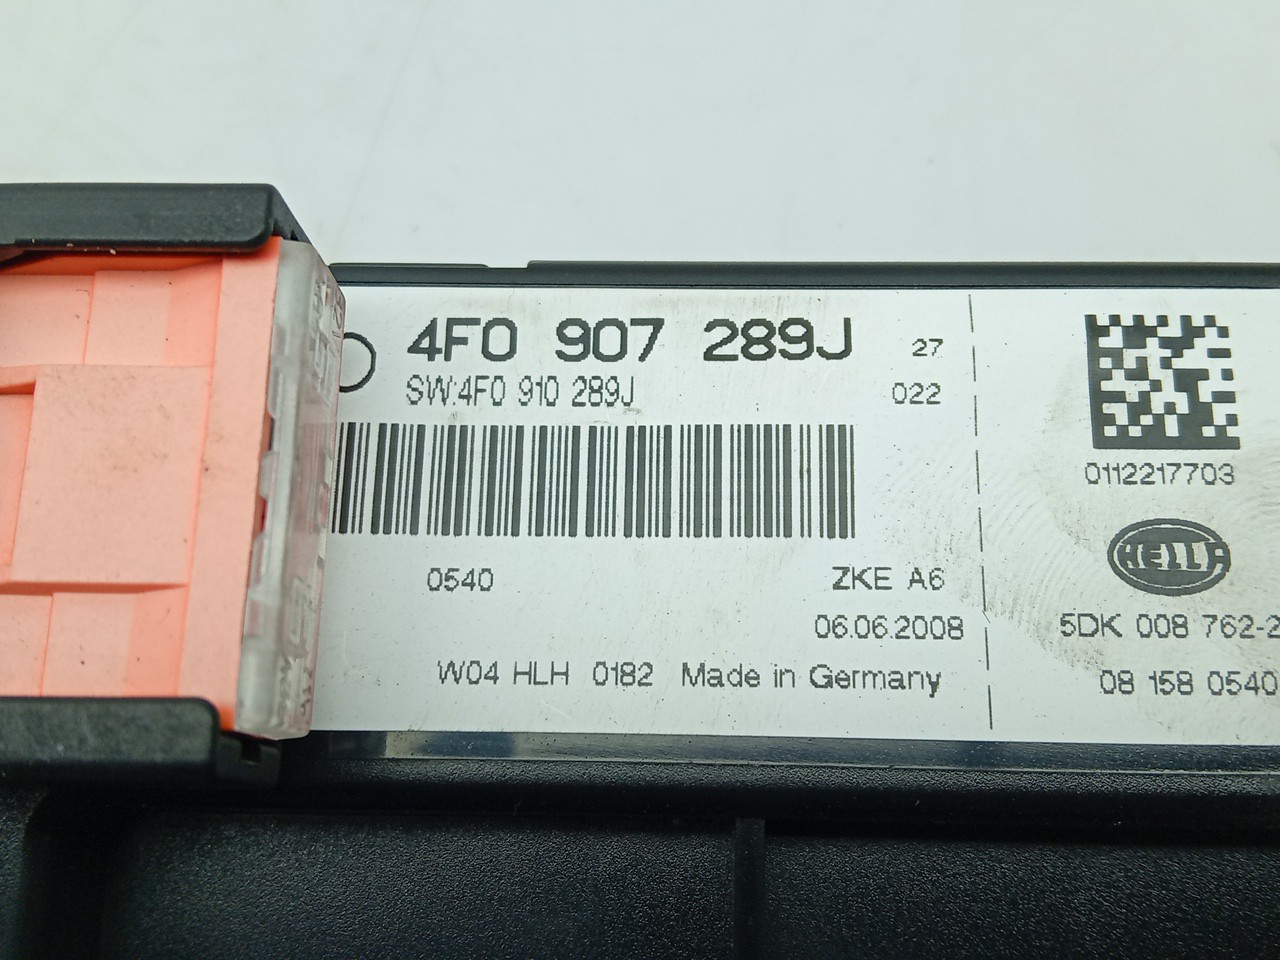 4F0 907 289J 27
SW:4F0 910 289J 022
0540 ZKE A6
06.06.2008
W04 HLH 0182 Made in Germany
0112217703
HELLA
5DK 008 762-2
08 158 0540